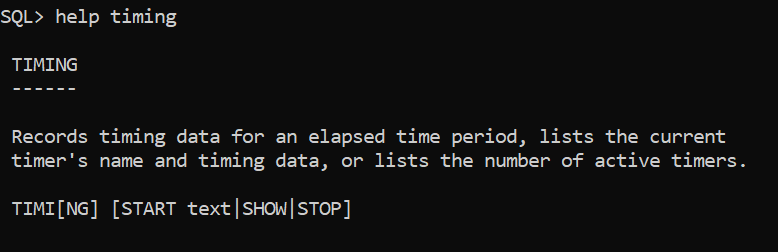 SQL> help timing
TIMING
------
Records timing data for an elapsed time period, lists the current
timer's name and timing data, or lists the number of active timers.
TIMI[NG] [START text|SHOW|STOP]